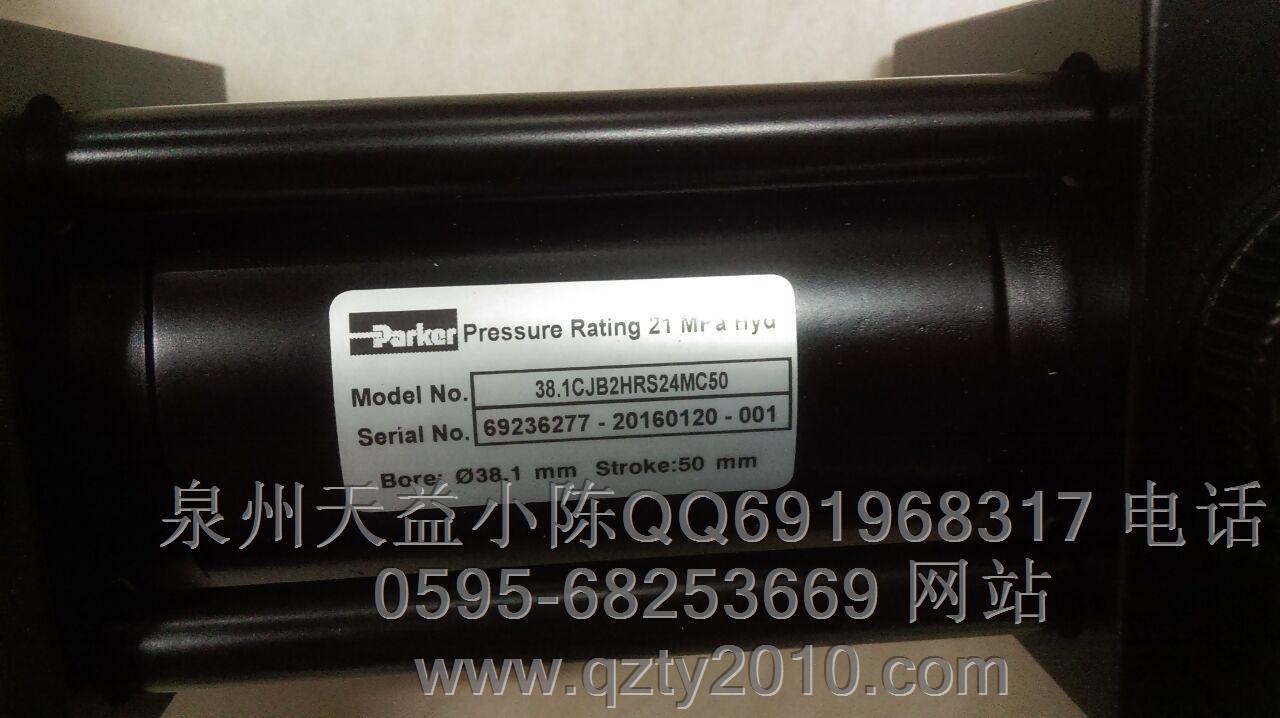 Parker Pressure Rating 21 MPa Hyd
Model No. 38.1CJB2HRS24MC50
Serial No. 69236277 - 20160120 - 001
Bore: Ø38.1 mm Stroke:50 mm
泉州天益小陈QQ691968317 电话
0595-68253669 网站
www.qzty2010.com